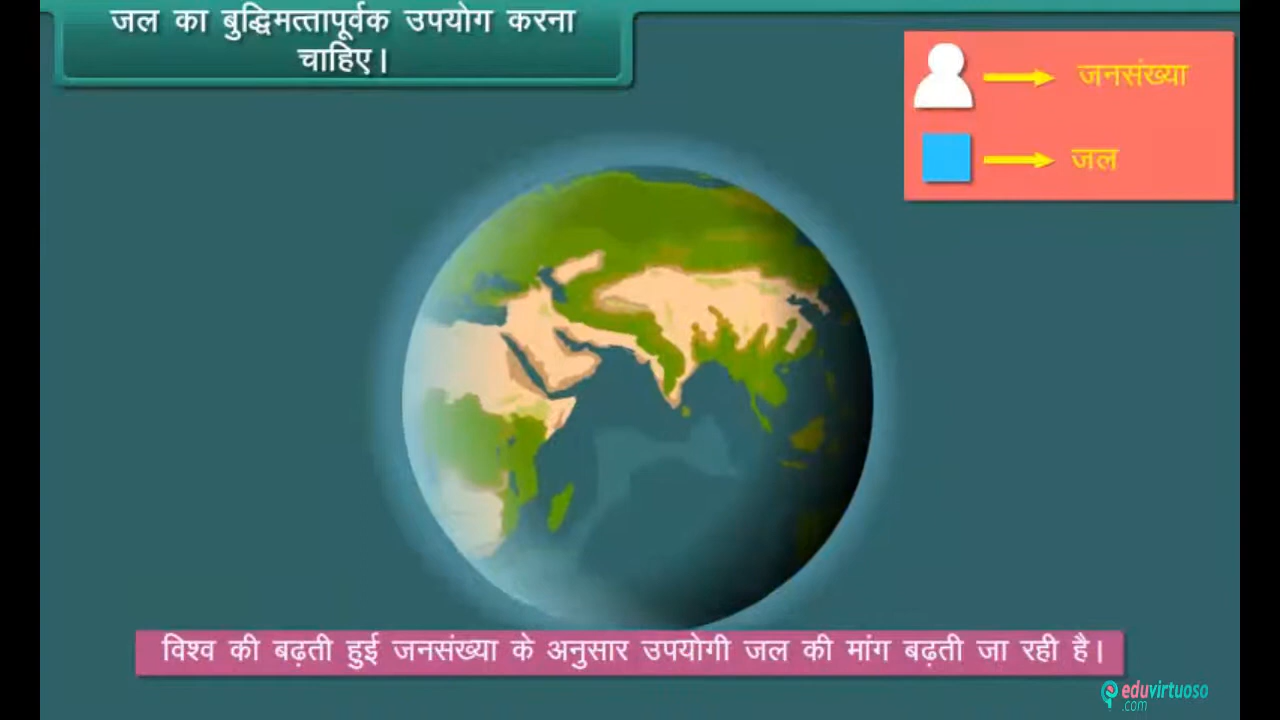 जल का बुद्धिमत्तापूर्वक उपयोग करना
चाहिए।
जनसंख्या
जल
विश्व की बढ़ती हुई जनसंख्या के अनुसार उपयोगी जल की मांग बढ़ती जा रही है।
eduvirtuoso
.com